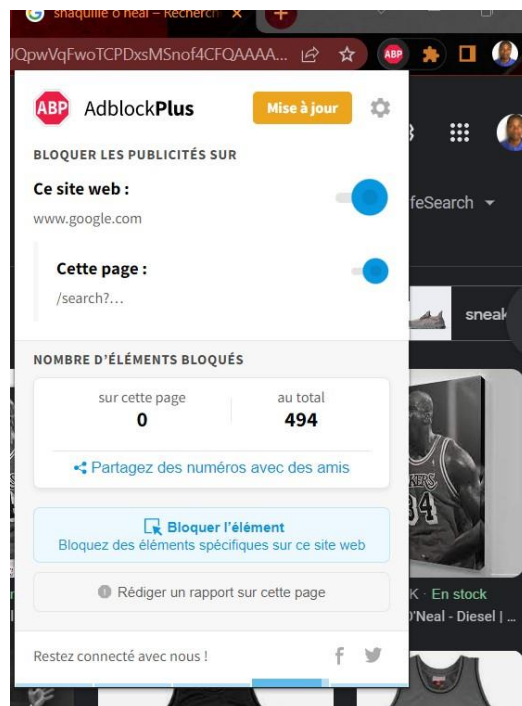 shaquille o neal – Recherch
JQpwVqFwoTCPDxsMSnof4CFQAAAA...
ABP
ABP
AdblockPlus
Mise à jour
BLOQUER LES PUBLICITÉS SUR
Ce site web :
www.google.com
feSearch
Cette page :
/search?...
sneak
NOMBRE D'ÉLÉMENTS BLOQUÉS
sur cette page
au total
0
494
Partagez des numéros avec des amis
Bloquer l'élément
Bloquez des éléments spécifiques sur ce site web
34
Rédiger un rapport sur cette page
K · En stock
O'Neal - Diesel | ...
Restez connecté avec nous !